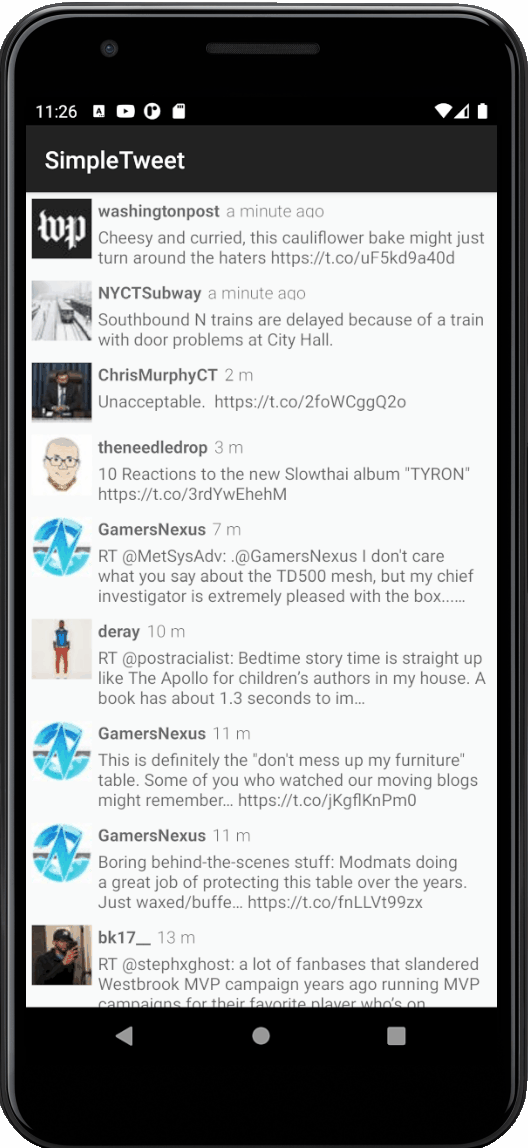 11:26
SimpleTweet
wp
washingtonpost a minute ago
Cheesy and curried, this cauliflower bake might just
turn around the haters https://t.co/uF5kd9a40d
NYCTSubway a minute ago
Southbound N trains are delayed because of a train
with door problems at City Hall.
ChrisMurphyCT 2 m
Unacceptable.  https://t.co/2foWCggQ2o
theneedledrop 3 m
10 Reactions to the new Slowthai album "TYRON"
https://t.co/3rdYwEhehM
GamersNexus 7 m
RT @MetSysAdv: .@GamersNexus I don't care
what you say about the TD500 mesh, but my chief
investigator is extremely pleased with the box...…
deray 10 m
RT @postracialist: Bedtime story time is straight up
like The Apollo for children’s authors in my house. A
book has about 1.3 seconds to im…
GamersNexus 11 m
This is definitely the "don't mess up my furniture"
table. Some of you who watched our moving blogs
might remember… https://t.co/jKgflKnPm0
GamersNexus 11 m
Boring behind-the-scenes stuff: Modmats doing
a great job of protecting this table over the years.
Just waxed/buffe… https://t.co/fnLLVt99zx
bk17__ 13 m
RT @stephxghost: a lot of fanbases that slandered
Westbrook MVP campaign years ago running MVP
campaigns for their favorite player who’s on